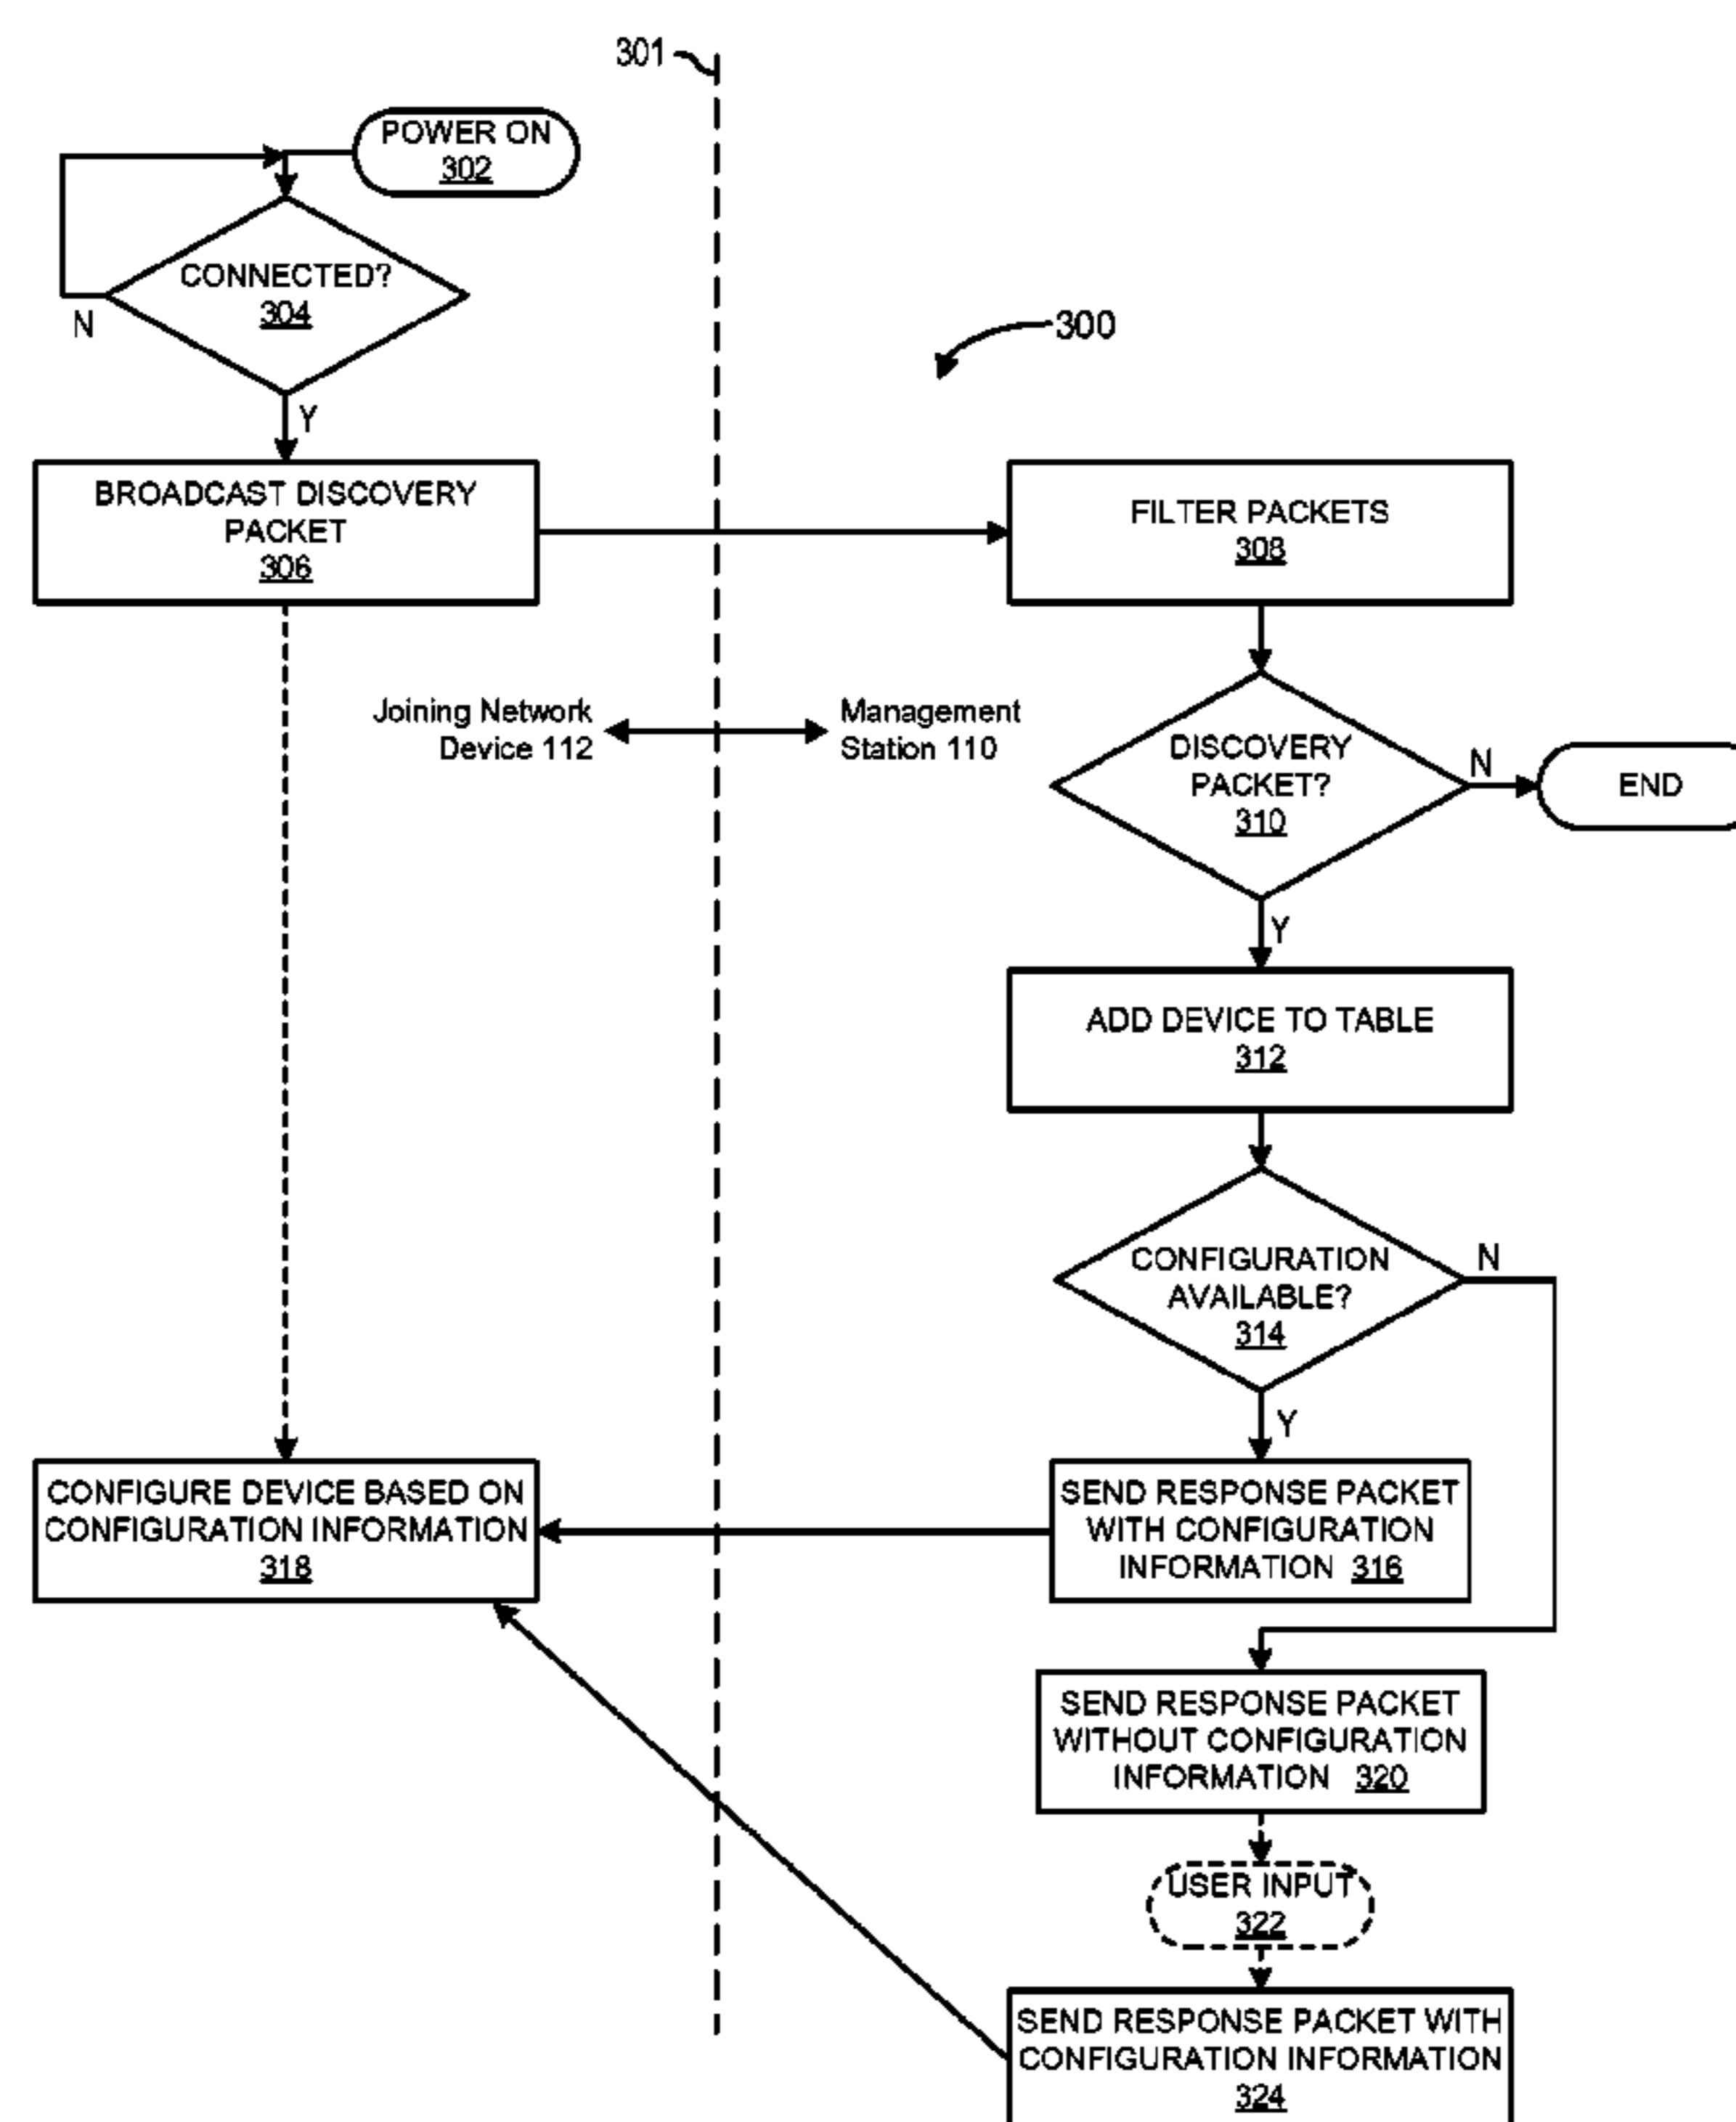 301
POWER ON
302
CONNECTED?
304
N
300
Y
BROADCAST DISCOVERY
PACKET
306
FILTER PACKETS
308
Joining Network
Device 112
Management
Station 110
DISCOVERY
PACKET?
310
N
END
Y
ADD DEVICE TO TABLE
312
CONFIGURATION
AVAILABLE?
314
N
Y
CONFIGURE DEVICE BASED ON
CONFIGURATION INFORMATION
318
SEND RESPONSE PACKET
WITH CONFIGURATION
INFORMATION 316
SEND RESPONSE PACKET
WITHOUT CONFIGURATION
INFORMATION 320
USER INPUT
322
SEND RESPONSE PACKET WITH
CONFIGURATION INFORMATION
324